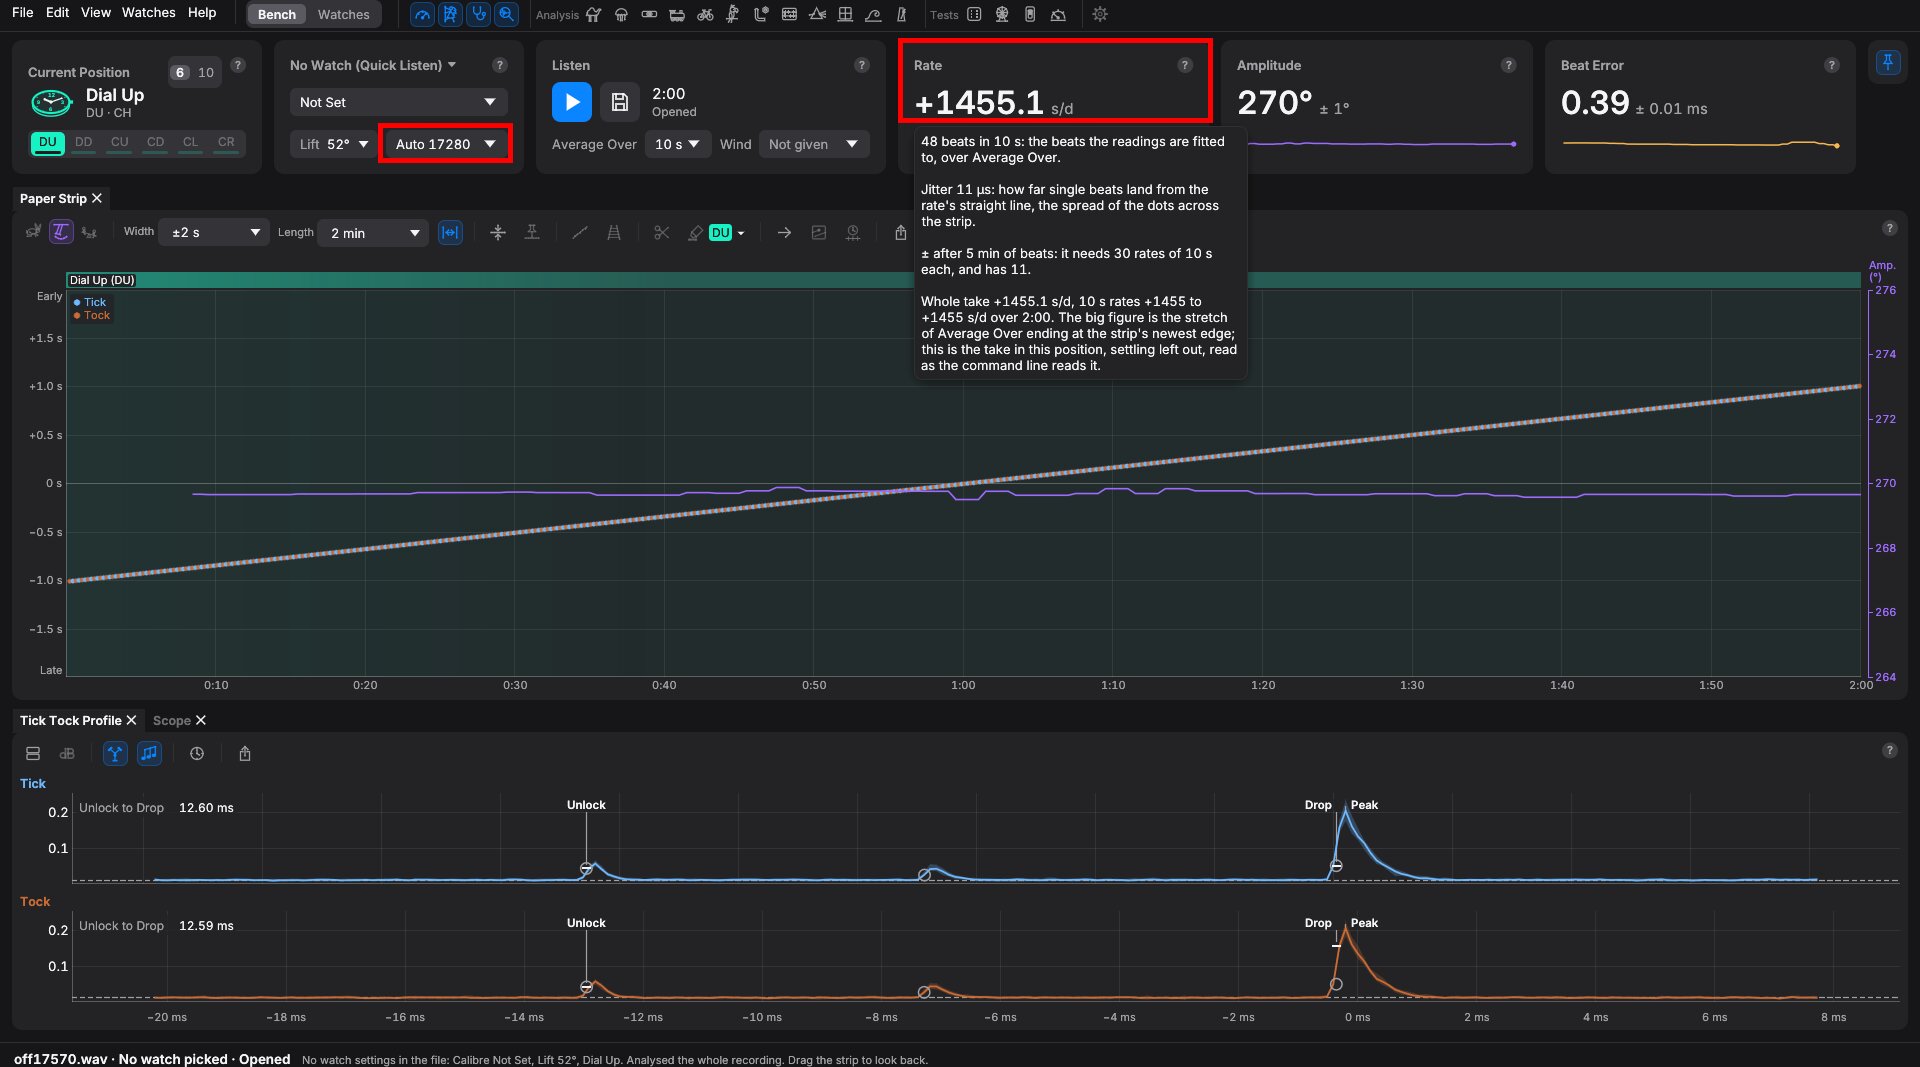 File Edit View Watches Help
Bench Watches
Analysis
Tests
Current Position
6 10
?
Dial Up
DU · CH
DU DD CU CD CL CR
No Watch (Quick Listen)
?
Not Set
Lift 52°
Auto 17280
Listen
?
2:00
Opened
Average Over 10 s Wind Not given
Rate
?
+1455.1 s/d
Amplitude
?
270° ± 1°
Beat Error
?
0.39 ± 0.01 ms
48 beats in 10 s: the beats the readings are fitted
to, over Average Over.
Jitter 11 µs: how far single beats land from the
rate's straight line, the spread of the dots across
the strip.
± after 5 min of beats: it needs 30 rates of 10 s
each, and has 11.
Whole take +1455.1 s/d, 10 s rates +1455 to
+1455 s/d over 2:00. The big figure is the stretch
of Average Over ending at the strip's newest edge;
this is the take in this position, settling left out, read
as the command line reads it.
Paper Strip
Width ±2 s Length 2 min
DU
?
Dial Up (DU)
Tick
Tock
Early
+1.5 s
+1.0 s
+0.5 s
0 s
−0.5 s
−1.0 s
−1.5 s
Late
Amp.
(°)
276
274
272
270
268
266
264
0:10 0:20 0:30 0:40 0:50 1:00 1:10 1:20 1:30 1:40 1:50 2:00
Tick Tock Profile Scope
dB
?
Tick
Unlock to Drop 12.60 ms
Unlock
Drop Peak
0.2
0.1
Tock
Unlock to Drop 12.59 ms
Unlock
Drop Peak
0.2
0.1
−20 ms −18 ms −16 ms −14 ms −12 ms −10 ms −8 ms −6 ms −4 ms −2 ms 0 ms 2 ms 4 ms 6 ms 8 ms
off17570.wav · No watch picked · Opened No watch settings in the file: Calibre Not Set, Lift 52°, Dial Up. Analysed the whole recording. Drag the strip to look back.